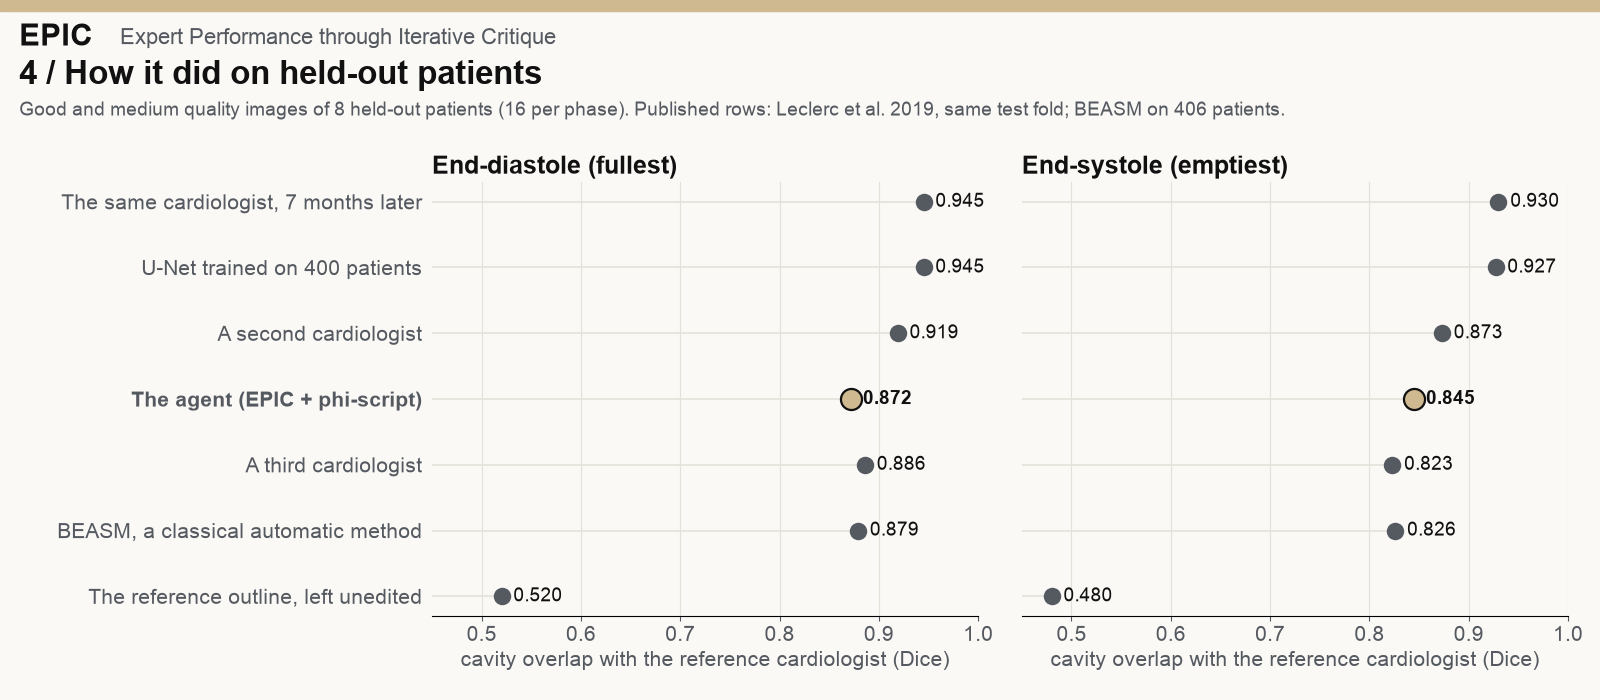 EPIC Expert Performance through Iterative Critique
4 / How it did on held-out patients
Good and medium quality images of 8 held-out patients (16 per phase). Published rows: Leclerc et al. 2019, same test fold; BEASM on 406 patients.
End-diastole (fullest)
End-systole (emptiest)
The same cardiologist, 7 months later 0.945 0.930
U-Net trained on 400 patients 0.945 0.927
A second cardiologist 0.919 0.873
The agent (EPIC + phi-script) 0.872 0.845
A third cardiologist 0.886 0.823
BEASM, a classical automatic method 0.879 0.826
The reference outline, left unedited 0.520 0.480
0.5 0.6 0.7 0.8 0.9 1.0
0.5 0.6 0.7 0.8 0.9 1.0
cavity overlap with the reference cardiologist (Dice)
cavity overlap with the reference cardiologist (Dice)